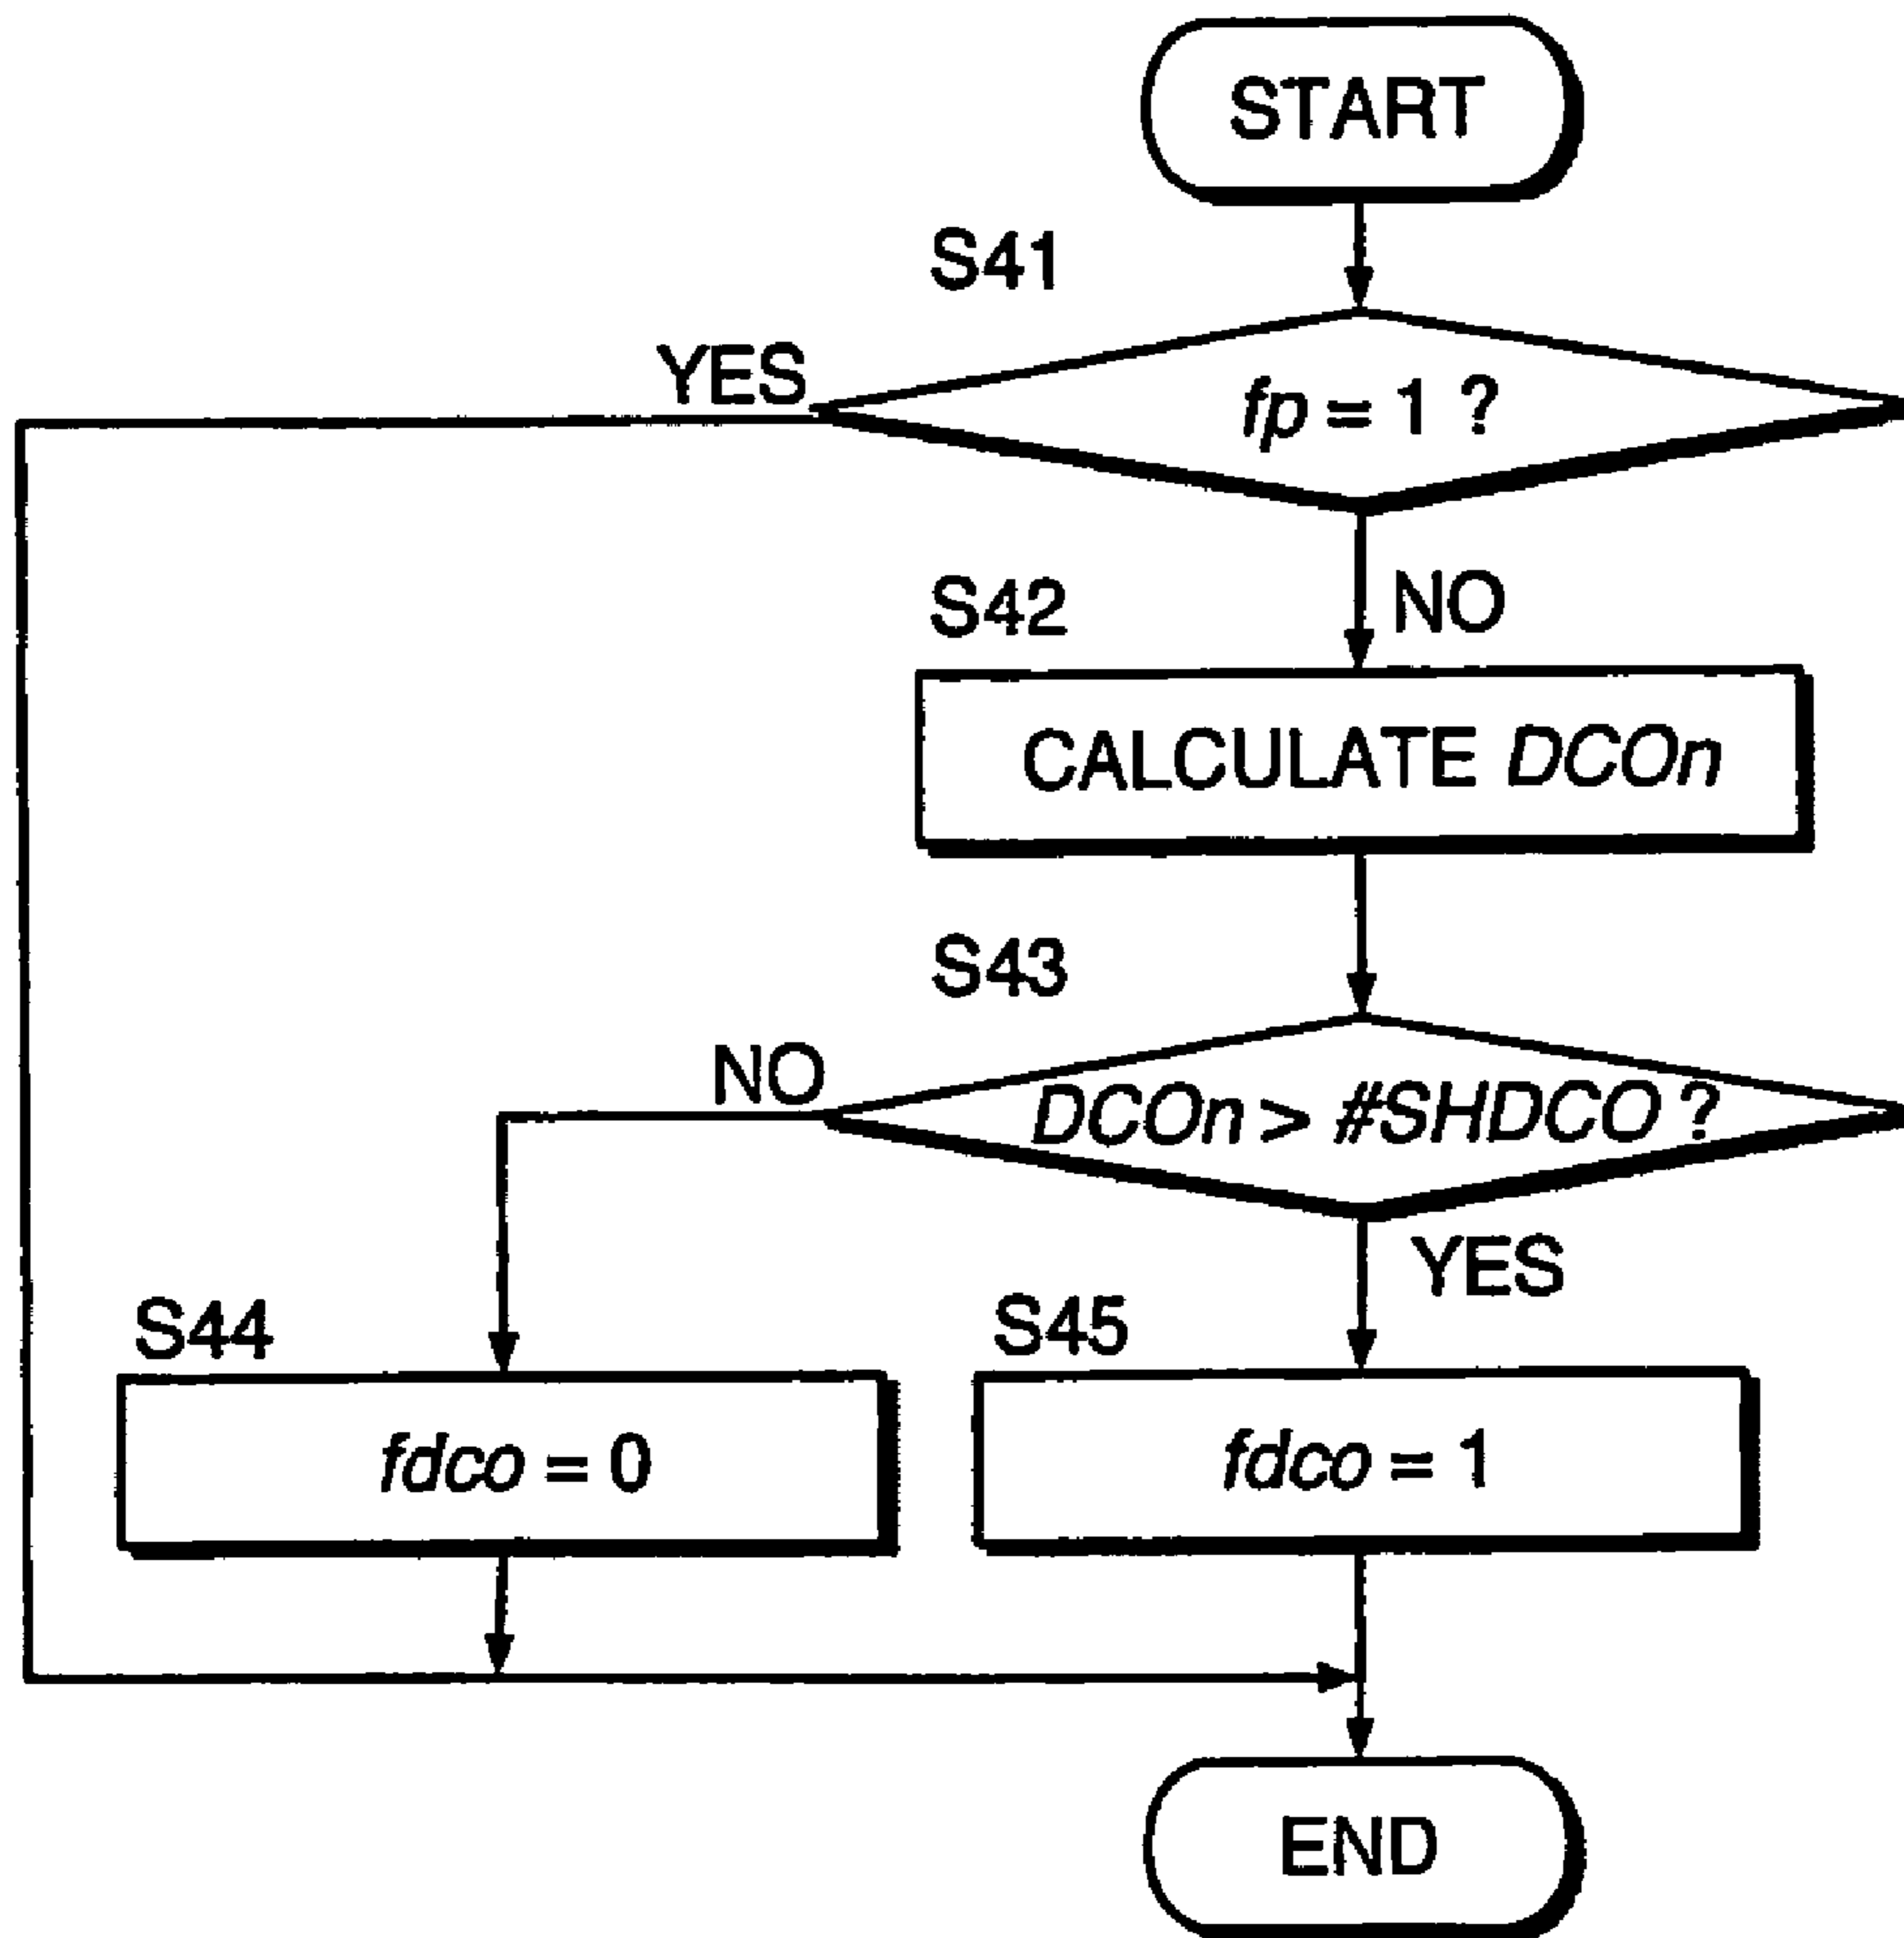 START
S41
YES
fp = 1 ?
S42
NO
CALCULATE DCOn
S43
NO
DCOn > #SHDCO ?
YES
S44
S45
fdco = 0
fdco = 1
END